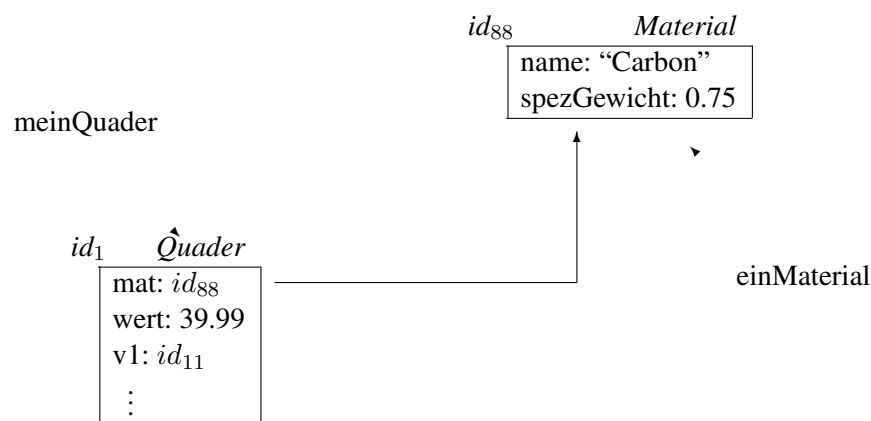 id88 Material
name: “Carbon”
spezGewicht: 0.75
meinQuader
id1 Quader
mat: id88
einMaterial
wert: 39.99
v1: id11
⋮